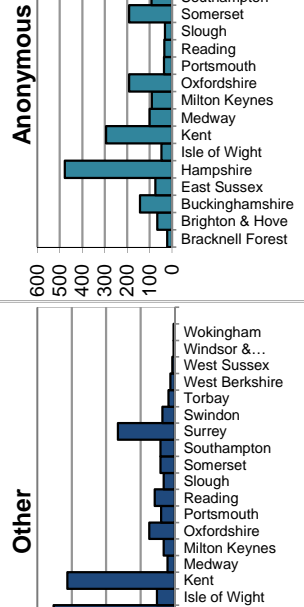 Anonymous
Southampton
Somerset
Slough
Reading
Portsmouth
Oxfordshire
Milton Keynes
Medway
Kent
Isle of Wight
Hampshire
East Sussex
Buckinghamshire
Brighton & Hove
Bracknell Forest
600
500
400
300
200
100
0
Other
Wokingham
Windsor &…
West Sussex
West Berkshire
Torbay
Swindon
Surrey
Southampton
Somerset
Slough
Reading
Portsmouth
Oxfordshire
Milton Keynes
Medway
Kent
Isle of Wight